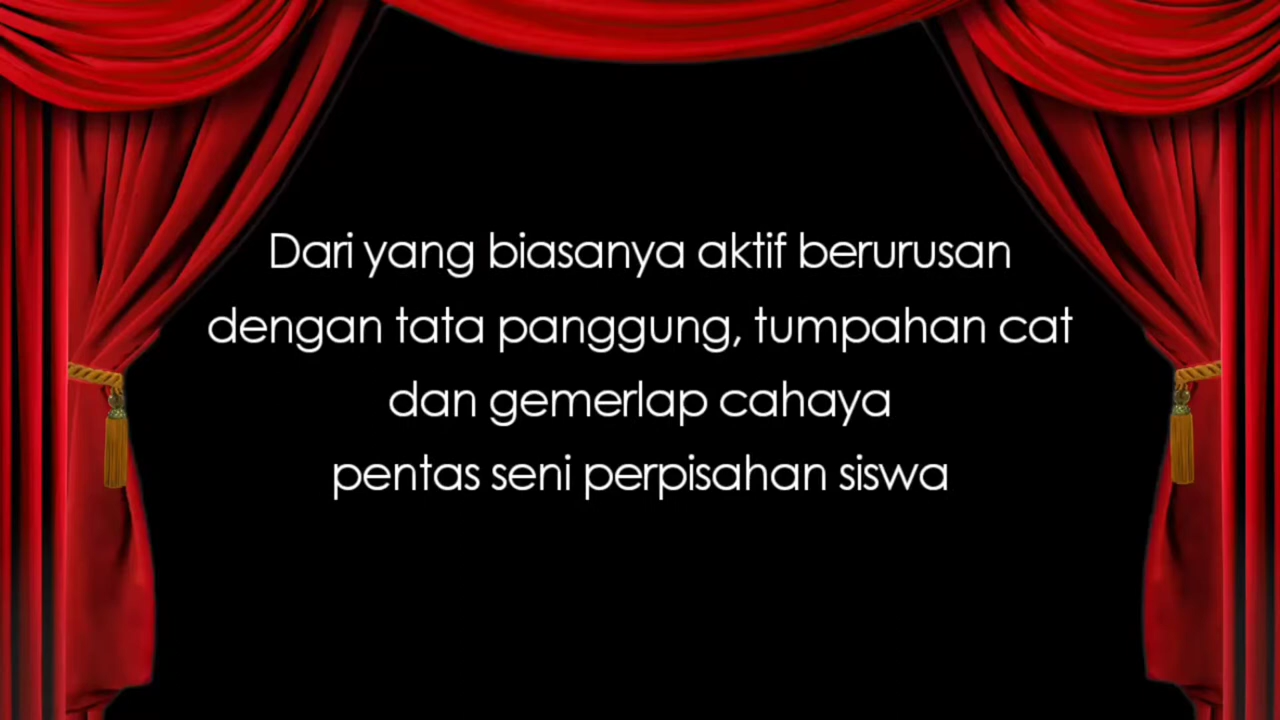 Dari yang biasanya aktif berurusan
dengan tata panggung, tumpahan cat
dan gemerlap cahaya
pentas seni perpisahan siswa